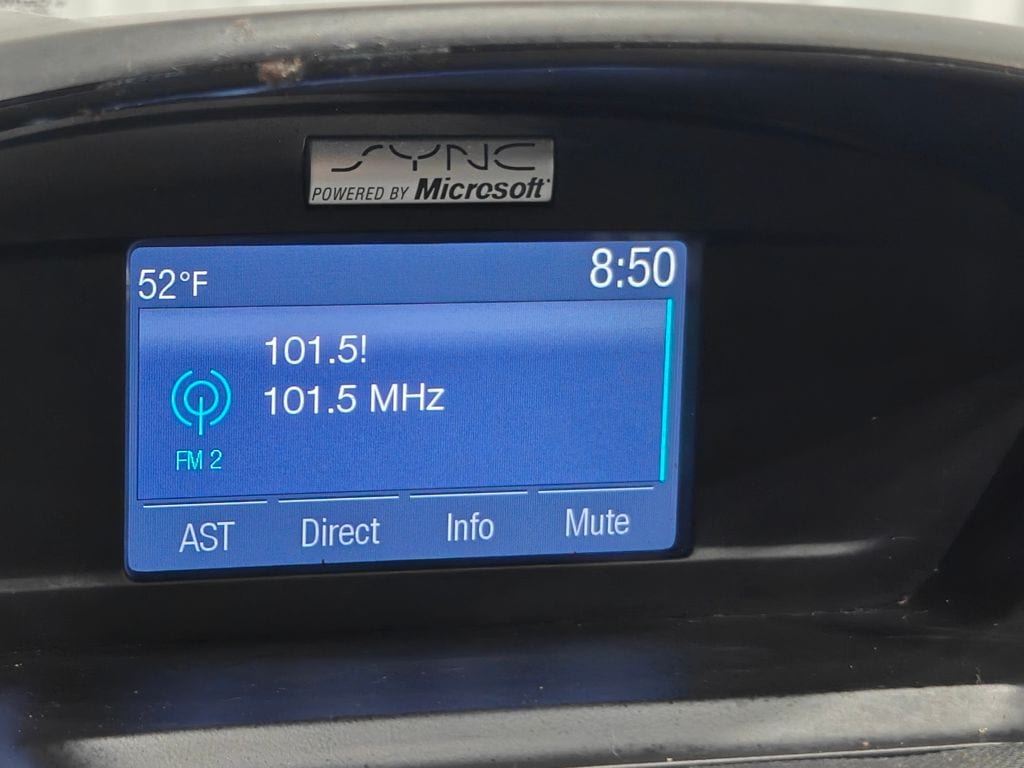 SYNC
POWERED BY Microsoft
52°F 8:50
101.5!
101.5 MHz
FM 2
AST Direct Info Mute